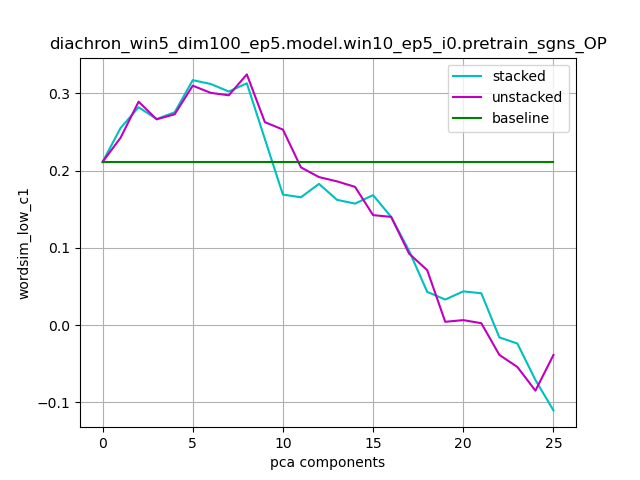 diachron_win5_dim100_ep5.model.win10_ep5_i0.pretrain_sgns_OP
stacked
unstacked
baseline
wordsim_low_c1
0.3
0.2
0.1
0.0
−0.1
0
5
10
15
20
25
pca components